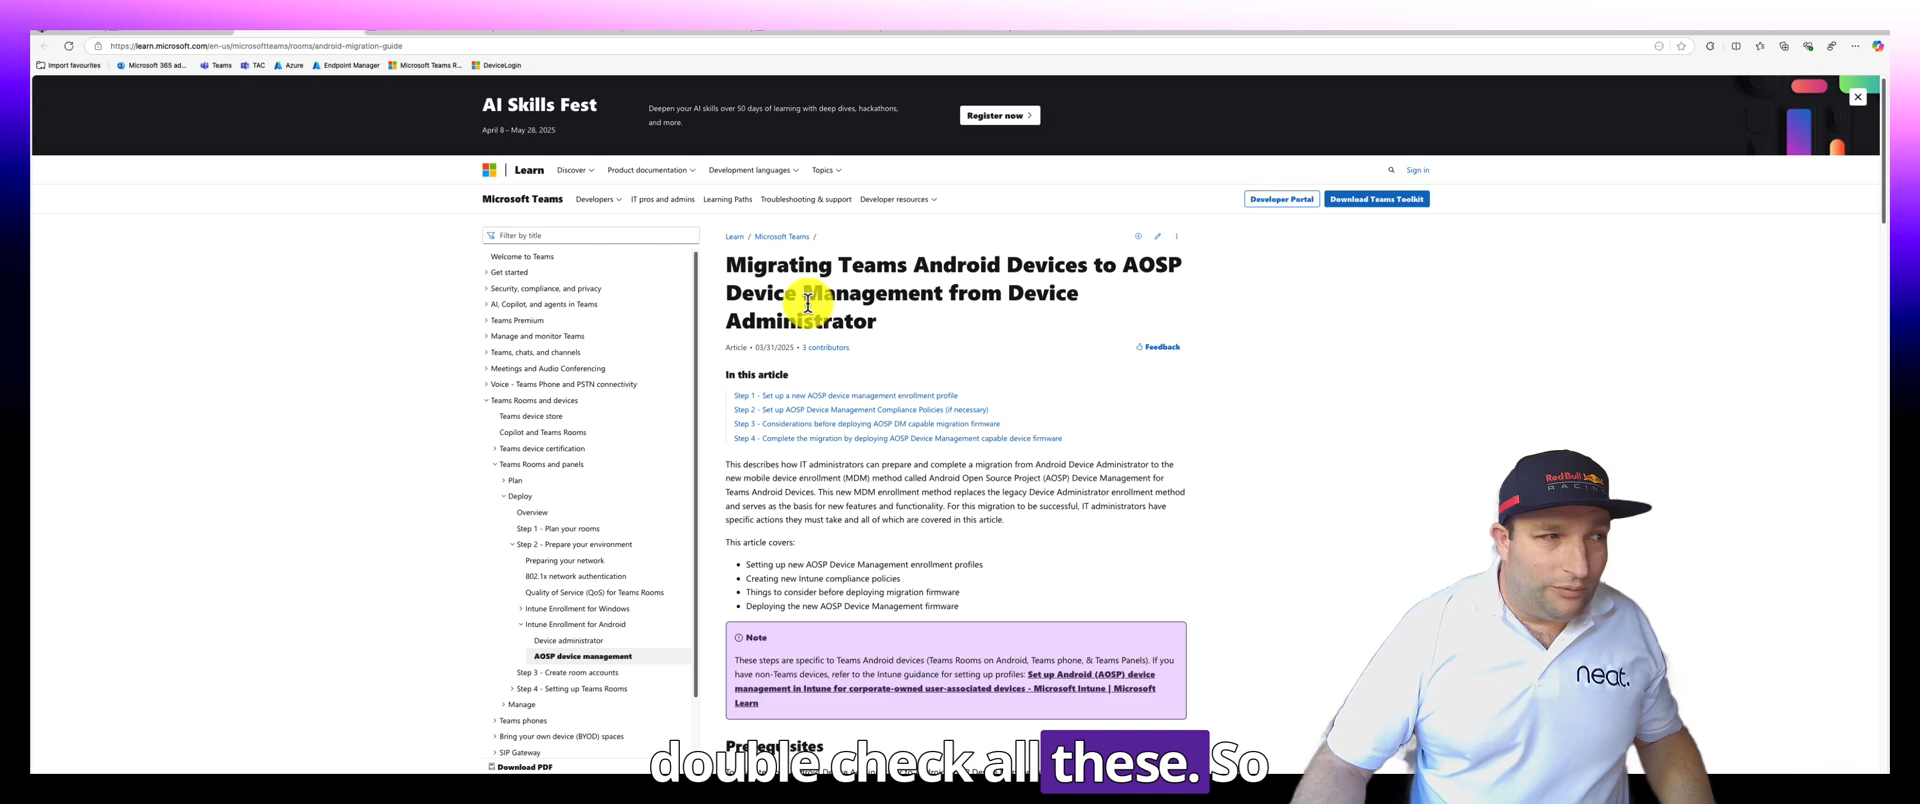 https://learn.microsoft.com/en-us/microsoftteams/rooms/android-migration-guide
Import favourites
Microsoft 365 ad...
Teams
TAC
Azure
Endpoint Manager
Microsoft Teams R...
DeviceLogin
AI Skills Fest
April 8 – May 28, 2025
Deepen your AI skills over 50 days of learning with deep dives, hackathons,
and more.
Register now
Learn
Discover
Product documentation
Development languages
Topics
Sign in
Microsoft Teams
Developers
IT pros and admins
Learning Paths
Troubleshooting & support
Developer resources
Developer Portal
Download Teams Toolkit
Filter by title
Welcome to Teams
Get started
Security, compliance, and privacy
AI, Copilot, and agents in Teams
Teams Premium
Manage and monitor Teams
Teams, chats, and channels
Meetings and Audio Conferencing
Voice - Teams Phone and PSTN connectivity
Teams Rooms and devices
Teams device store
Copilot and Teams Rooms
Teams device certification
Teams Rooms and panels
Plan
Deploy
Overview
Step 1 - Plan your rooms
Step 2 - Prepare your environment
Preparing your network
802.1x network authentication
Quality of Service (QoS) for Teams Rooms
Intune Enrollment for Windows
Intune Enrollment for Android
Device administrator
AOSP device management
Step 3 - Create room accounts
Step 4 - Setting up Teams Rooms
Manage
Teams phones
Bring your own device (BYOD) spaces
SIP Gateway
Download PDF
Learn / Microsoft Teams /
Migrating Teams Android Devices to AOSP
Device Management from Device
Administrator
Article • 03/31/2025 • 3 contributors
Feedback
In this article
Step 1 - Set up a new AOSP device management enrollment profile
Step 2 - Set up AOSP Device Management Compliance Policies (if necessary)
Step 3 - Considerations before deploying AOSP DM capable migration firmware
Step 4 - Complete the migration by deploying AOSP Device Management capable device firmware
This describes how IT administrators can prepare and complete a migration from Android Device Administrator to the
new mobile device enrollment (MDM) method called Android Open Source Project (AOSP) Device Management for
Teams Android Devices. This new MDM enrollment method replaces the legacy Device Administrator enrollment method
and serves as the basis for new features and functionality. For this migration to be successful, IT administrators have
specific actions they must take and all of which are covered in this article.
This article covers:
• Setting up new AOSP Device Management enrollment profiles
• Creating new Intune compliance policies
• Things to consider before deploying migration firmware
• Deploying the new AOSP Device Management firmware
Note
These steps are specific to Teams Android devices (Teams Rooms on Android, Teams phone, & Teams Panels). If you
have non-Teams devices, refer to the Intune guidance for setting up profiles: Set up Android (AOSP) device
management in Intune for corporate-owned user-associated devices - Microsoft Intune | Microsoft
Learn
Prerequisites
double check all these. So
Red Bull
RACING
neat.